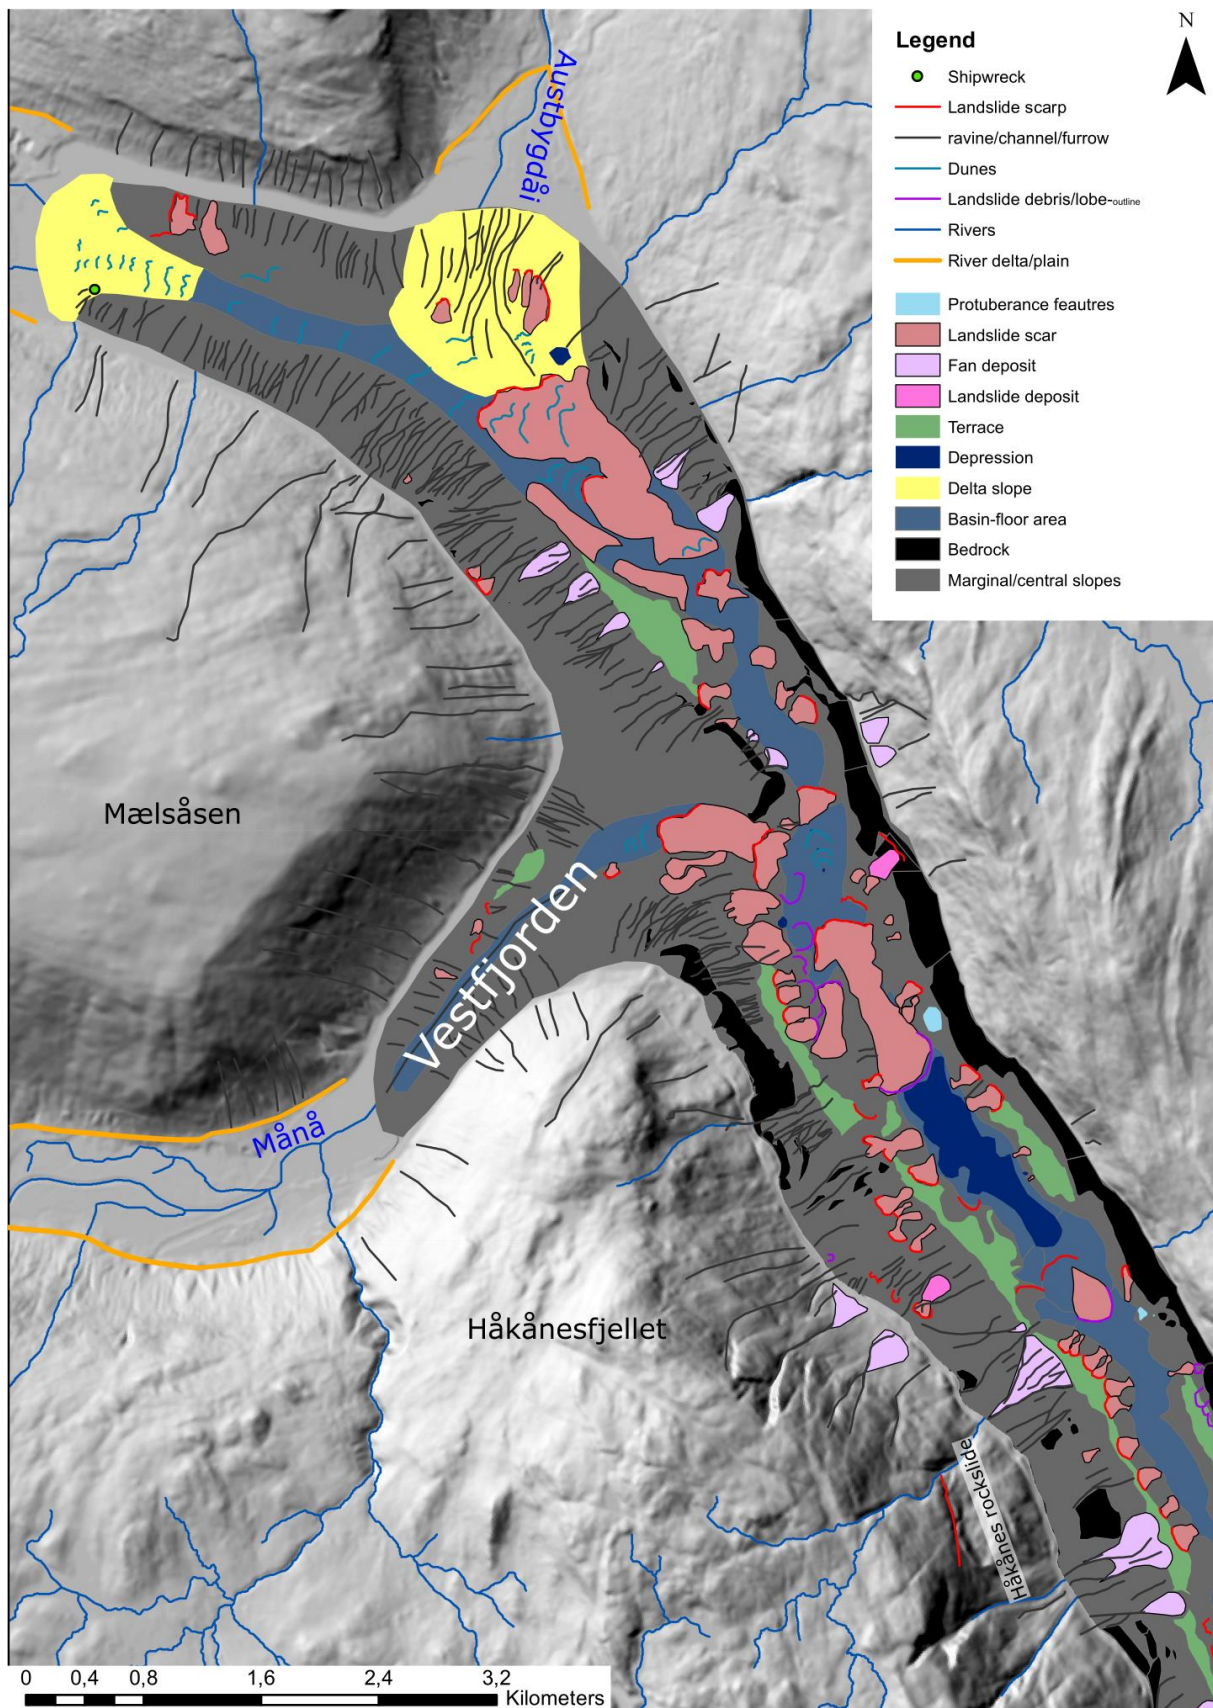 N
Legend
Shipwreck
Landslide scarp
ravine/channel/furrow
Dunes
Landslide debris/lobe-outline
Rivers
River delta/plain
Protuberance feautres
Landslide scar
Fan deposit
Landslide deposit
Terrace
Depression
Delta slope
Basin-floor area
Bedrock
Marginal/central slopes
Austbygdåi
Mælsåsen
Vestfjorden
Månå
Håkånesfjellet
Håkånes rockslide
0 0,4 0,8 1,6 2,4 3,2
Kilometers